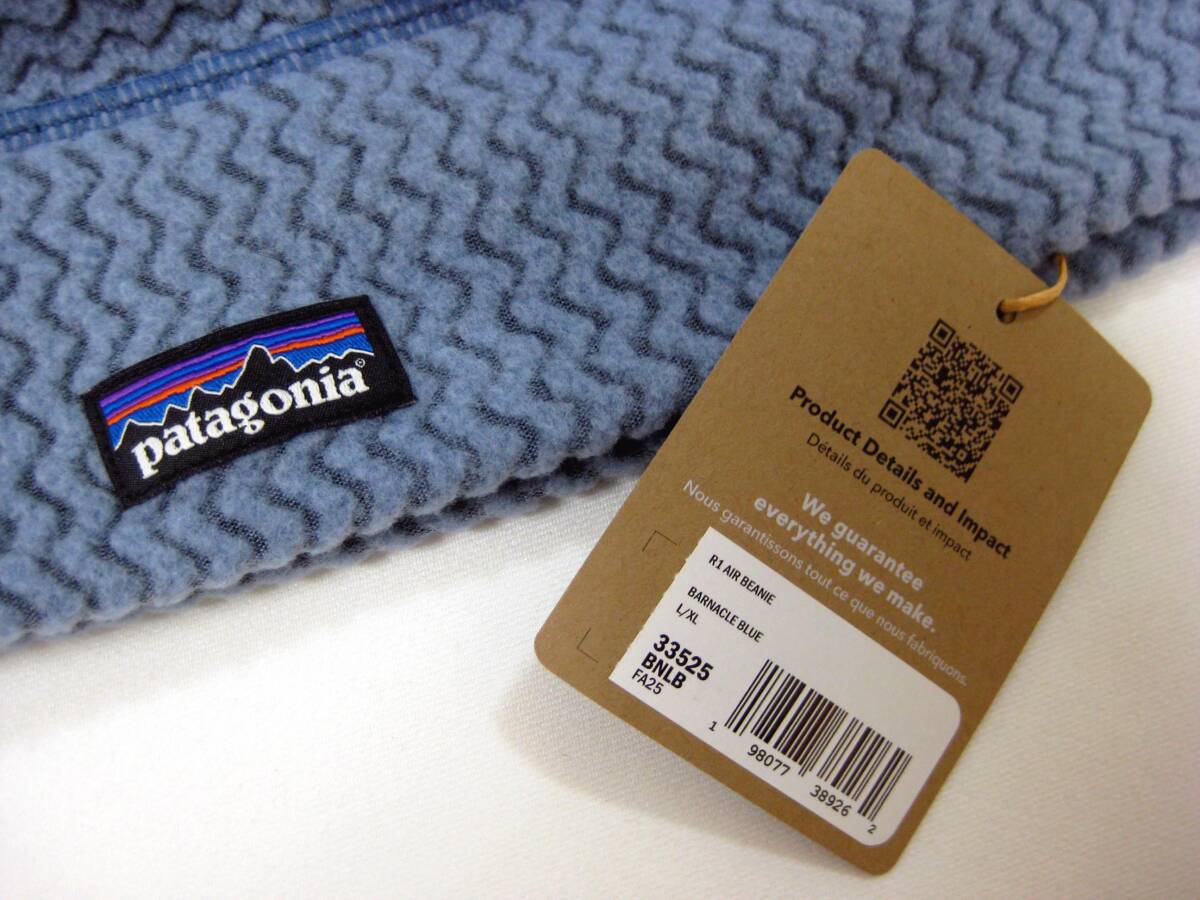 patagonia®
Product Details and Impact
Détails du produit et impact
We guarantee
everything we make.
Nous garantissons tout ce que nous fabriquons.
R1 AIR BEANIE
BARNACLE BLUE
L/XL
33525
BNLB
FA25
1 98077 38926 2